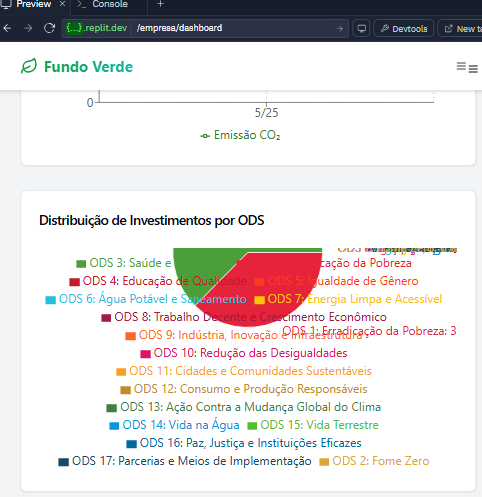 Preview
Console
{...}.replit.dev /empresa/dashboard
Devtools
New ta
Fundo Verde
0
5/25
Emissão CO₂
Distribuição de Investimentos por ODS
ODS 3: Saúde e
cação da Pobreza
ODS 4: Educação de Qualidade ODS 5: Igualdade de Gênero
ODS 6: Água Potável e Saneamento ODS 7: Energia Limpa e Acessível
ODS 8: Trabalho Decente e Crescimento Econômico
ODS 9: Indústria, Inovação e Infraestrutura
ODS 1: Erradicação da Pobreza: 3
ODS 10: Redução das Desigualdades
ODS 11: Cidades e Comunidades Sustentáveis
ODS 12: Consumo e Produção Responsáveis
ODS 13: Ação Contra a Mudança Global do Clima
ODS 14: Vida na Água ODS 15: Vida Terrestre
ODS 16: Paz, Justiça e Instituições Eficazes
ODS 17: Parcerias e Meios de Implementação ODS 2: Fome Zero